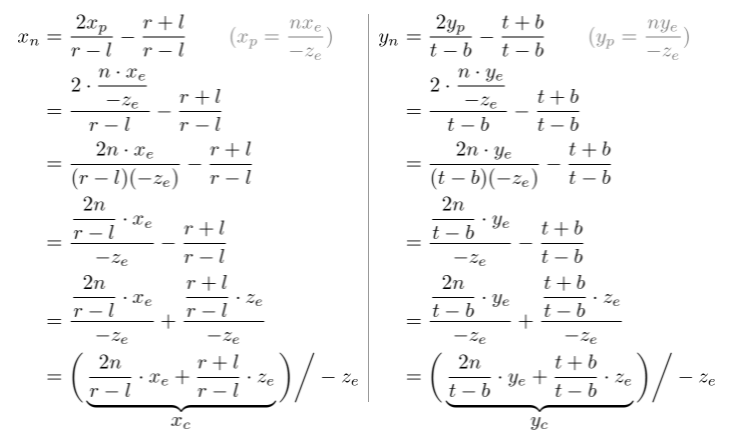 x_n = \frac{2x_p}{r-l} - \frac{r+l}{r-l} (x_p = \frac{nx_e}{-z_e})
= \frac{2 \cdot \frac{n \cdot x_e}{-z_e}}{r-l} - \frac{r+l}{r-l}
= \frac{2n \cdot x_e}{(r-l)(-z_e)} - \frac{r+l}{r-l}
= \frac{\frac{2n}{r-l} \cdot x_e}{-z_e} - \frac{r+l}{r-l}
= \frac{\frac{2n}{r-l} \cdot x_e}{-z_e} + \frac{\frac{r+l}{r-l} \cdot z_e}{-z_e}
= \left( \underbrace{\frac{2n}{r-l} \cdot x_e + \frac{r+l}{r-l} \cdot z_e}_{x_c} \right) / -z_e
y_n = \frac{2y_p}{t-b} - \frac{t+b}{t-b} (y_p = \frac{ny_e}{-z_e})
= \frac{2 \cdot \frac{n \cdot y_e}{-z_e}}{t-b} - \frac{t+b}{t-b}
= \frac{2n \cdot y_e}{(t-b)(-z_e)} - \frac{t+b}{t-b}
= \frac{\frac{2n}{t-b} \cdot y_e}{-z_e} - \frac{t+b}{t-b}
= \frac{\frac{2n}{t-b} \cdot y_e}{-z_e} + \frac{\frac{t+b}{t-b} \cdot z_e}{-z_e}
= \left( \underbrace{\frac{2n}{t-b} \cdot y_e + \frac{t+b}{t-b} \cdot z_e}_{y_c} \right) / -z_e